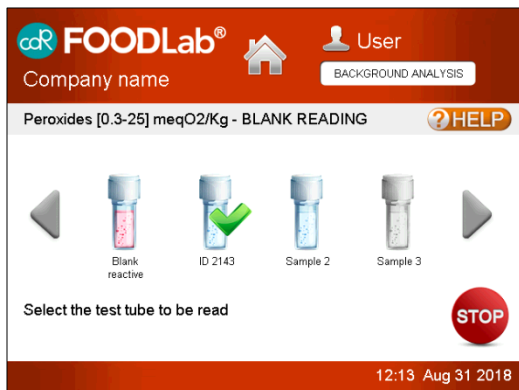 cdR FOODLab®
User
Company name
BACKGROUND ANALYSIS
Peroxides [0.3-25] meqO2/Kg - BLANK READING
?HELP
Blank
reactive
ID 2143
Sample 2
Sample 3
Select the test tube to be read
STOP
12:13 Aug 31 2018